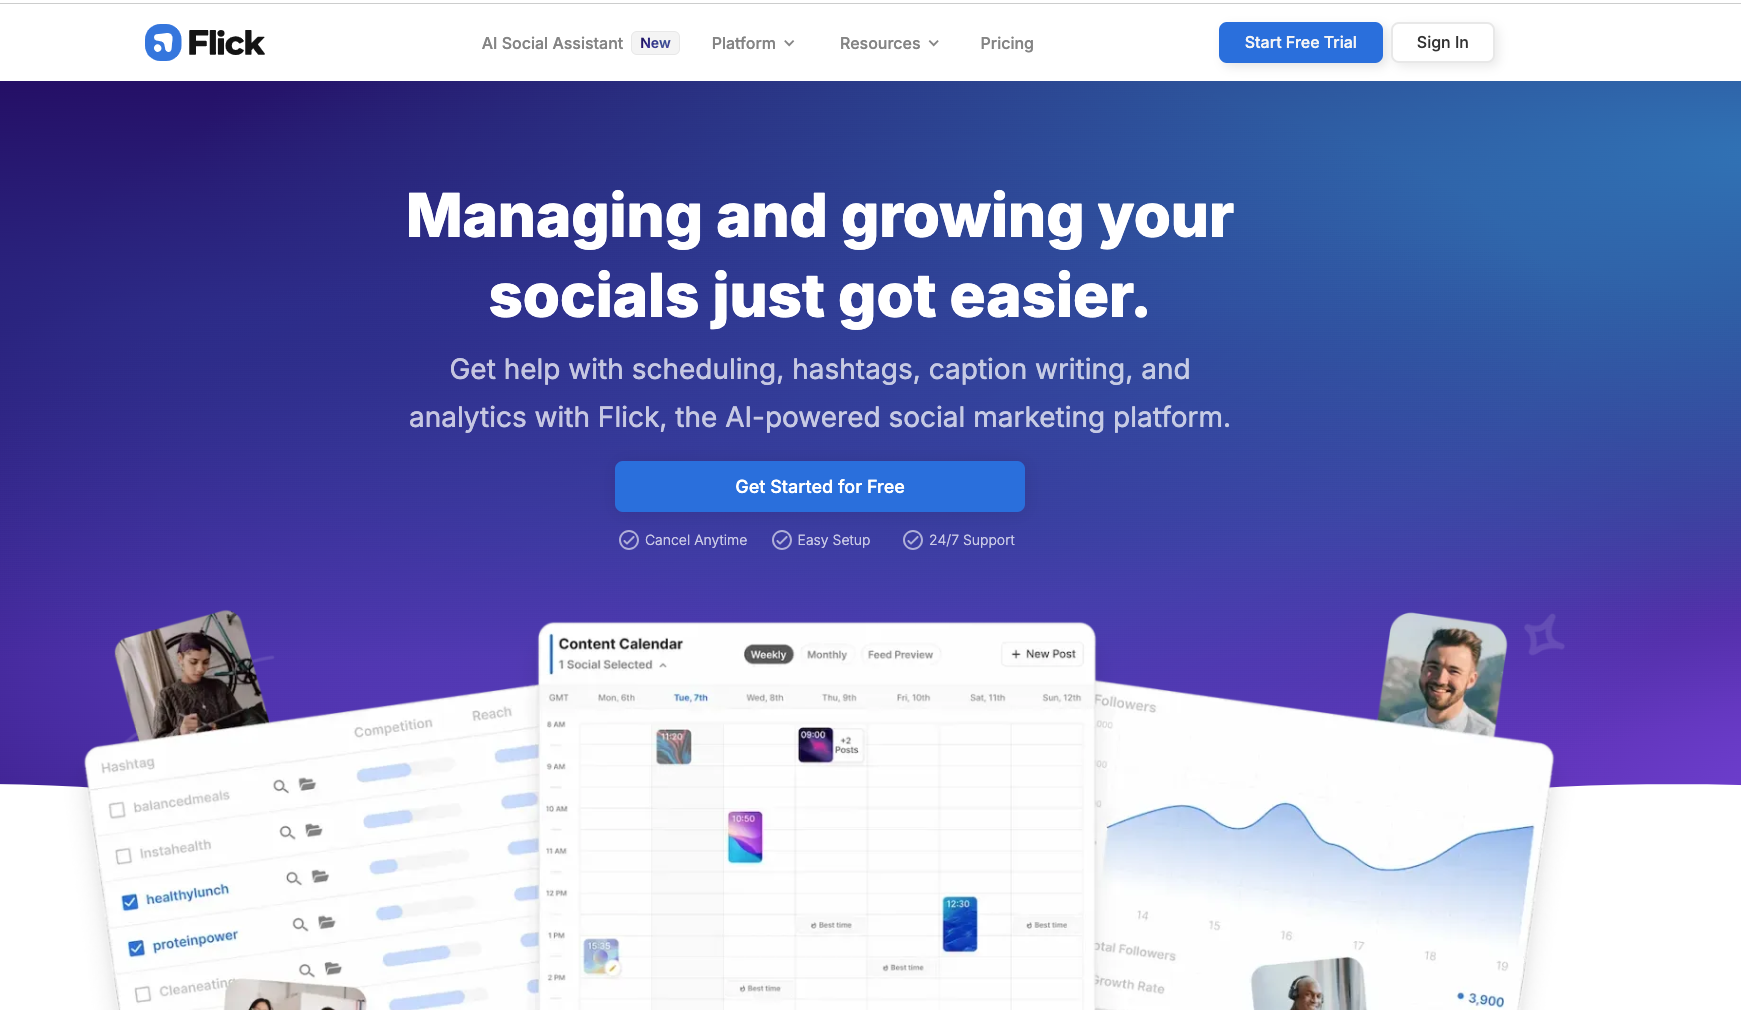 Flick
AI Social Assistant New Platform Resources Pricing
Start Free Trial Sign In
Managing and growing your
socials just got easier.
Get help with scheduling, hashtags, caption writing, and
analytics with Flick, the AI-powered social marketing platform.
Get Started for Free
Cancel Anytime Easy Setup 24/7 Support
Hashtag Competition Reach
balancedmeals
Instahealth
healthylunch
proteinpower
Cleaneating
Content Calendar
1 Social Selected
Weekly Monthly Feed Preview
+ New Post
GMT Mon, 6th Tue, 7th Wed, 8th Thu, 9th Fri, 10th Sat, 11th Sun, 12th
8 AM
11:20
09:00
+2
Posts
9 AM
10 AM
10:50
11 AM
12 PM
12:30
Best time
Best time
1 PM
15:35
Best time
2 PM
Best time
Followers
14 15 16 17 18 19
Followers
Growth Rate
3,900